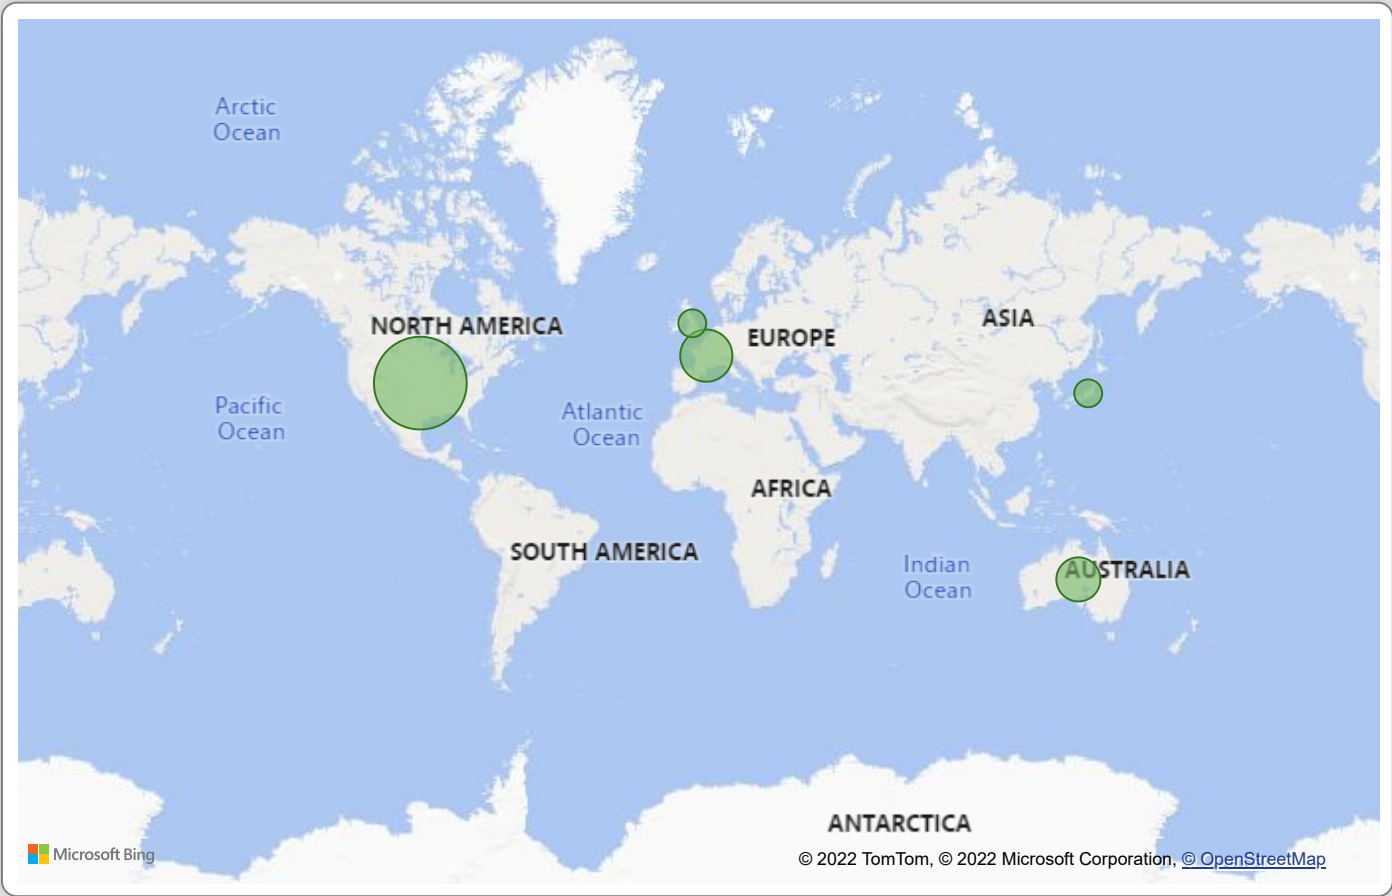 Arctic
Ocean
NORTH AMERICA
EUROPE
ASIA
Pacific
Ocean
Atlantic
Ocean
AFRICA
SOUTH AMERICA
Indian
Ocean
AUSTRALIA
ANTARCTICA
Microsoft Bing
© 2022 TomTom, © 2022 Microsoft Corporation, © OpenStreetMap